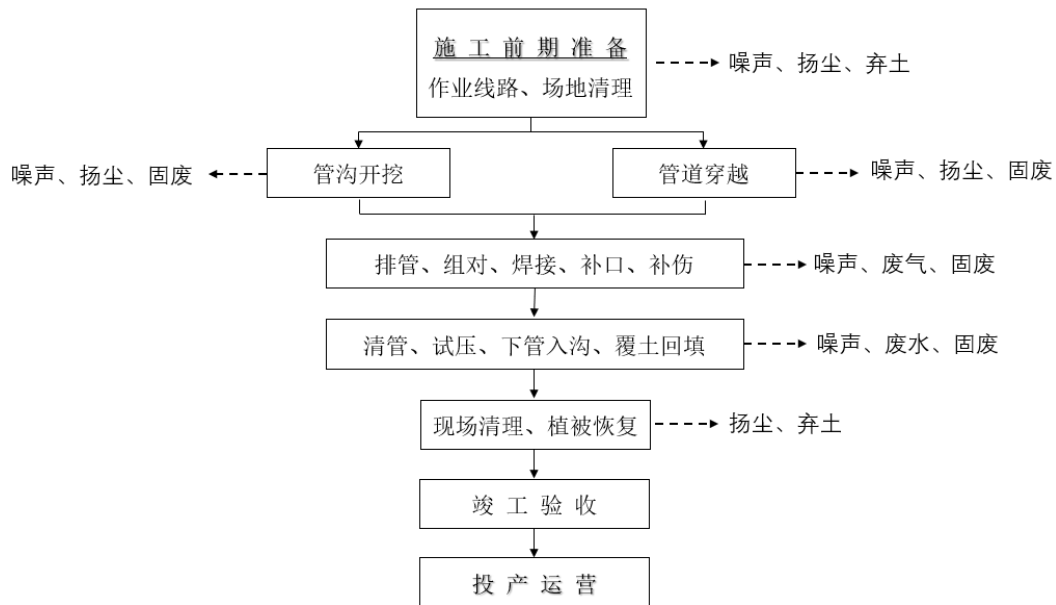 施工前期准备
作业线路、场地清理
噪声、扬尘、弃土
噪声、扬尘、固废
管沟开挖
管道穿越
噪声、扬尘、固废
排管、组对、焊接、补口、补伤
噪声、废气、固废
清管、试压、下管入沟、覆土回填
噪声、废水、固废
现场清理、植被恢复
扬尘、弃土
竣工验收
投产运营